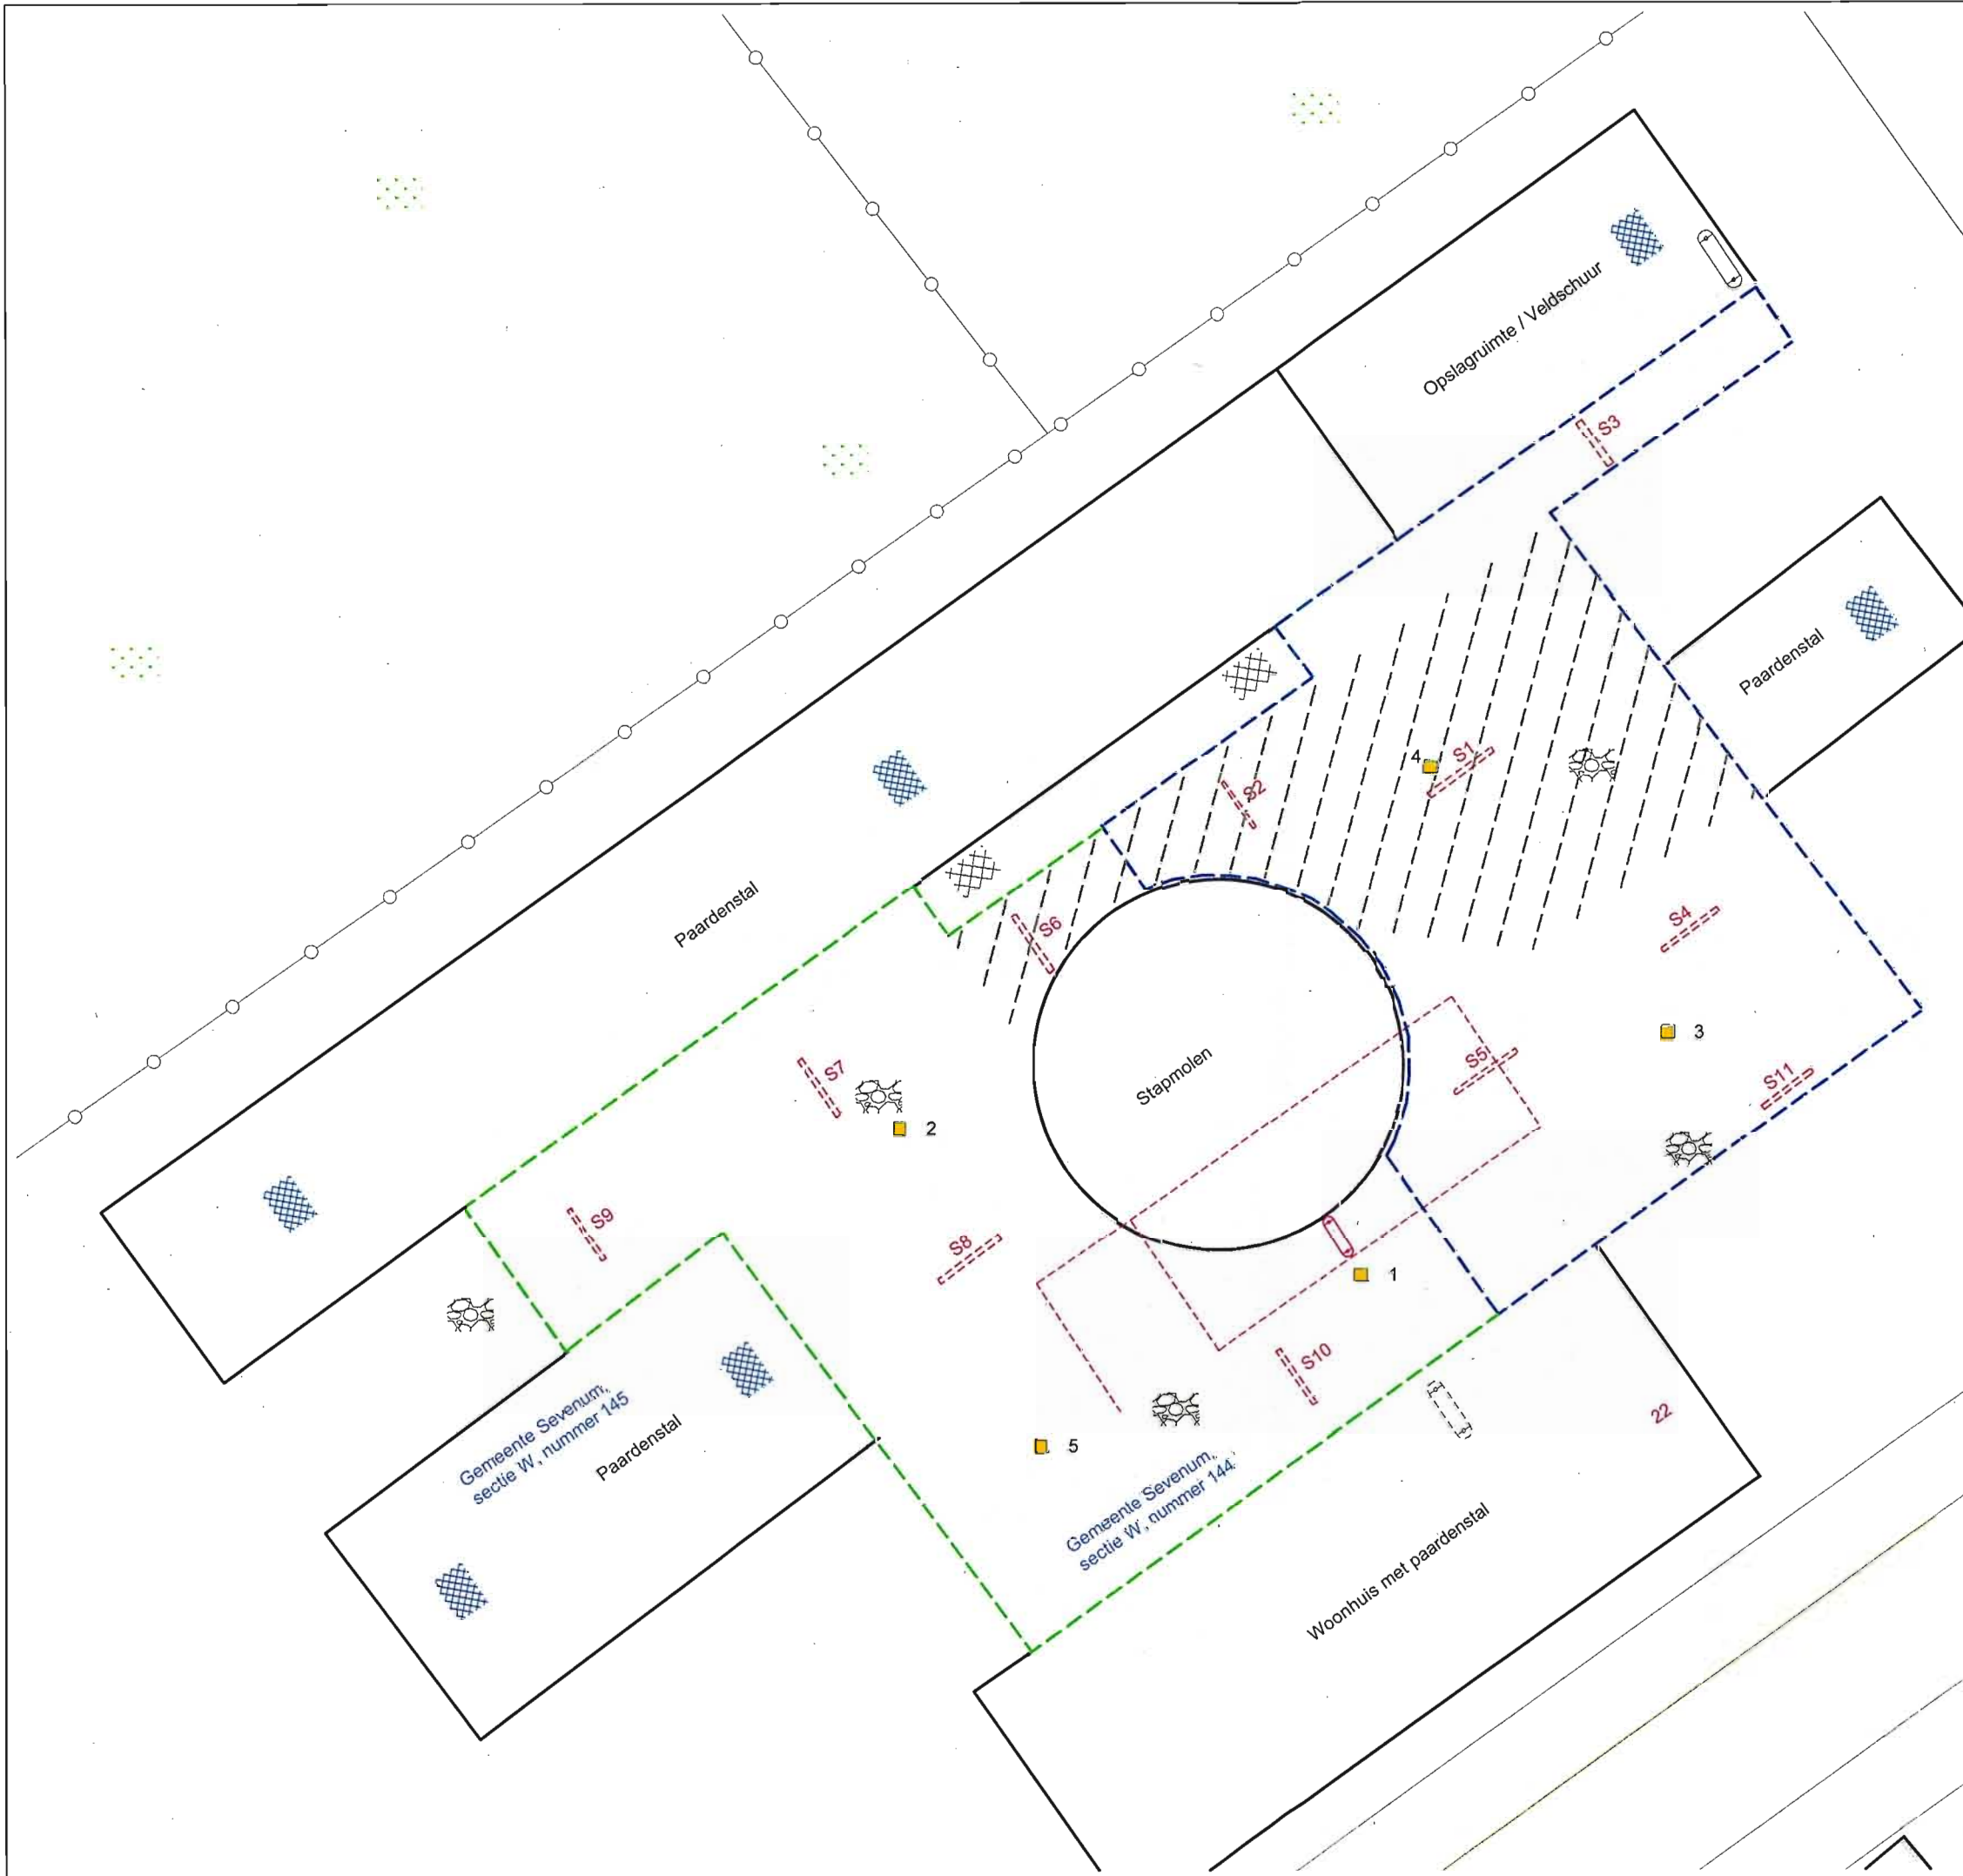 Opslagruimte / Veldschuur
S3
Paardenstal
4
S1
S2
Paardenstal
S6
S4
3
S7
2
Stapmolen
S5
S11
S9
S8
1
S10
22
Gemeente Sevenum,
sectie W, nummer 145
Paardenstal
5
Gemeente Sevenum,
sectie W, nummer 144
Woonhuis met paardenstal